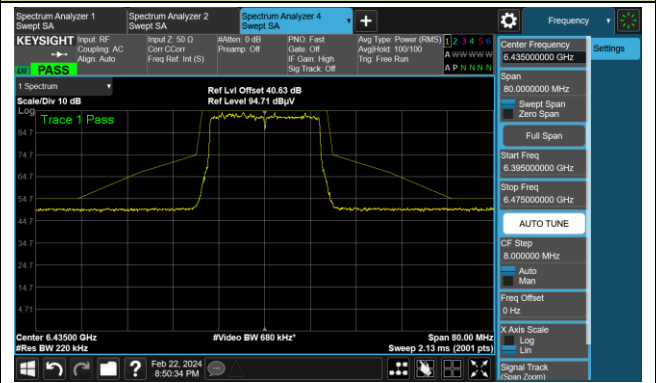 Spectrum Analyzer 1
Swept SA
Spectrum Analyzer 2
Swept SA
Spectrum Analyzer 4
Swept SA
Frequency
KEYSIGHT
Input: RF
Coupling: AC
Align: Auto
Input Z: 50 Ω
Corr CCorr
Freq Ref: Int (S)
#Atten: 0 dB
Preamp: Off
PNO: Fast
Gate: Off
IF Gain: High
Sig Track: Off
Avg Type: Power (RMS)
Avg|Hold: 100/100
Trig: Free Run
1 2 3 4 5 6
A W W W W W
A P N N N N
LXI PASS
1 Spectrum
Scale/Div 10 dB
Ref Lvl Offset 40.63 dB
Ref Level 94.71 dBµV
Log
Trace 1 Pass
84.7
74.7
64.7
54.7
44.7
34.7
24.7
14.7
4.71
Center 6.43500 GHz
#Res BW 220 kHz
#Video BW 680 kHz*
Span 80.00 MHz
Sweep 2.13 ms (2001 pts)
Feb 22, 2024
8:50:34 PM
Center Frequency
6.435000000 GHz
Settings
Span
80.0000000 MHz
Swept Span
Zero Span
Full Span
Start Freq
6.395000000 GHz
Stop Freq
6.475000000 GHz
AUTO TUNE
CF Step
8.000000 MHz
Auto
Man
Freq Offset
0 Hz
X Axis Scale
Log
Lin
Signal Track
(Span Zoom)